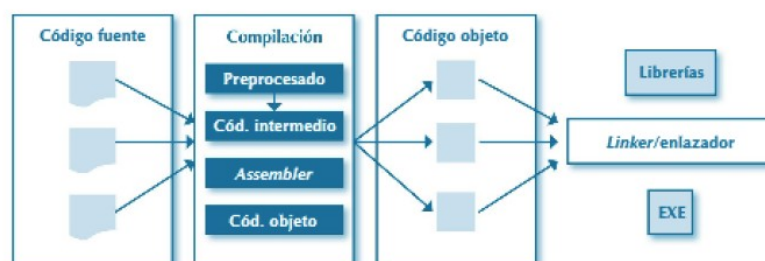 Código fuente
Compilación
Preprocesado
Cód. intermedio
Assembler
Cód. objeto
Código objeto
Librerías
Linker/enlazador
EXE